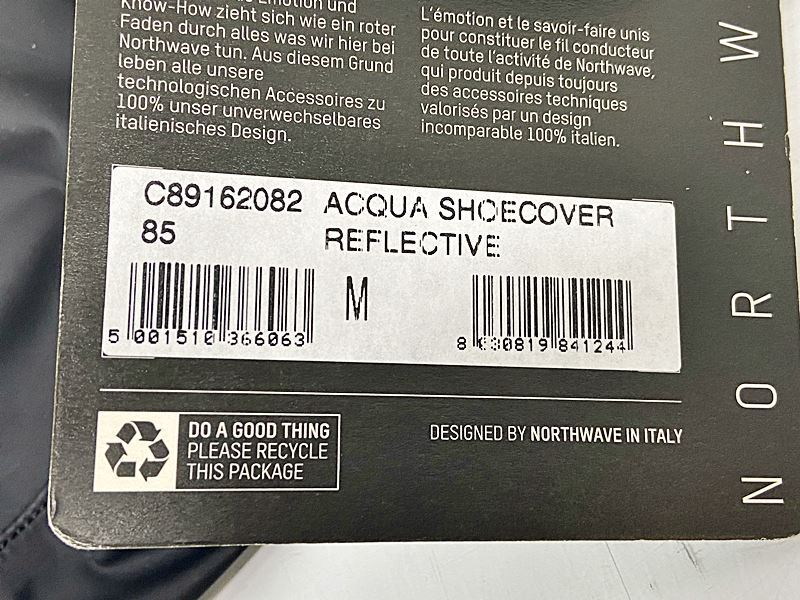 Emotion und
Know-How zieht sich wie ein roter
Faden durch alles was wir hier bei
Northwave tun. Aus diesem Grund
leben alle unsere
technologischen Accessoires zu
100% unser unverwechselbares
italienisches Design.
L'émotion et le savoir-faire unis
pour constituer le fil conducteur
de toute l'activité de Northwave,
qui produit depuis toujours
des accessoires techniques
valorisés par un design
incomparable 100% italien.
C89162082 ACQUA SHOECOVER
85 REFLECTIVE
M
5 001510 366063
8 030819 841244
DO A GOOD THING
PLEASE RECYCLE
THIS PACKAGE
DESIGNED BY NORTHWAVE IN ITALY
NORTHW